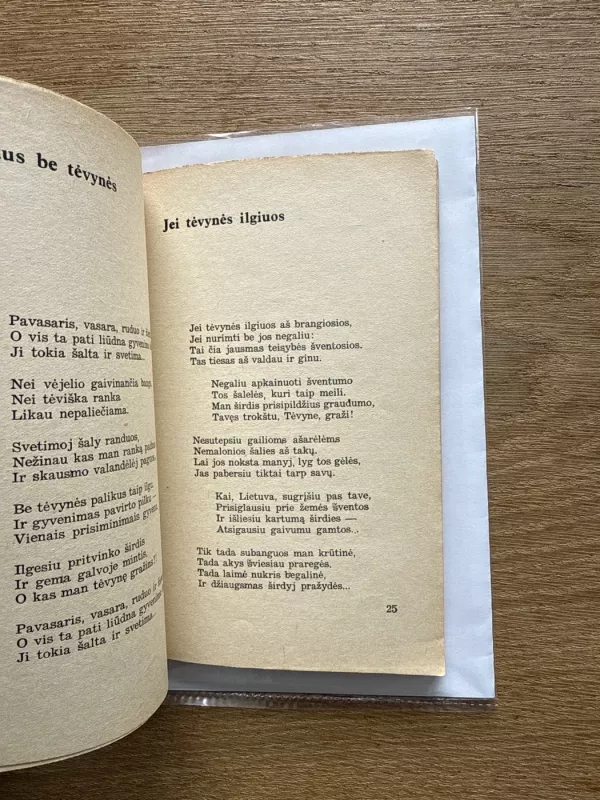 us be tėvynės
Pavasaris, vasara, ruduo ir
O vis ta pati liūdna
Ji tokia šalta ir svetima...
Nei vėjelio gaivinančia
Nei tėviška ranka
Likau nepaliečiama.
Svetimoj šaly randuos,
Nežinau kas man ranką
Ir skausmo valandėlėj
Be tėvynės palikus taip ilgu.
Ir gyvenimas pavirto pilku —
Vienais prisiminimais
Ilgesiu pritvinko širdis
Ir gema galvoje mintis,
O kas man tėvynę grąžins?!
Pavasaris, vasara, ruduo ir
O vis ta pati liūdna
Ji tokia šalta ir svetima...
Jei tėvynės ilgiuos
Jei tėvynės ilgiuos aš brangiosios,
Jei nurimti be jos negaliu:
Tai čia jausmas teisybės šventosios.
Tas tiesas aš valdau ir ginu.
Negaliu apkainuoti šventumo
Tos šalelės, kuri taip meili.
Man širdis prisipildžius graudumo,
Tavęs trokštu, Tėvyne, graži!
Nesutepsiu gailioms ašarėlėms
Nemalonios šalies aš takų.
Lai jos noksta manyj, lyg tos gėlės,
Jas pabersiu tiktai tarp savų.
Kai, Lietuva, sugrįšiu pas tave,
Prisiglausiu prie žemės šventos
Ir išliesiu kartumą širdies —
Atsigausiu gaivumu gamtos...
Tik tada subanguos man krūtinė,
Tada akys šviesiau praregės,
Tada laimė nukris begalinė,
Ir džiaugsmas širdyj pražydės...
25